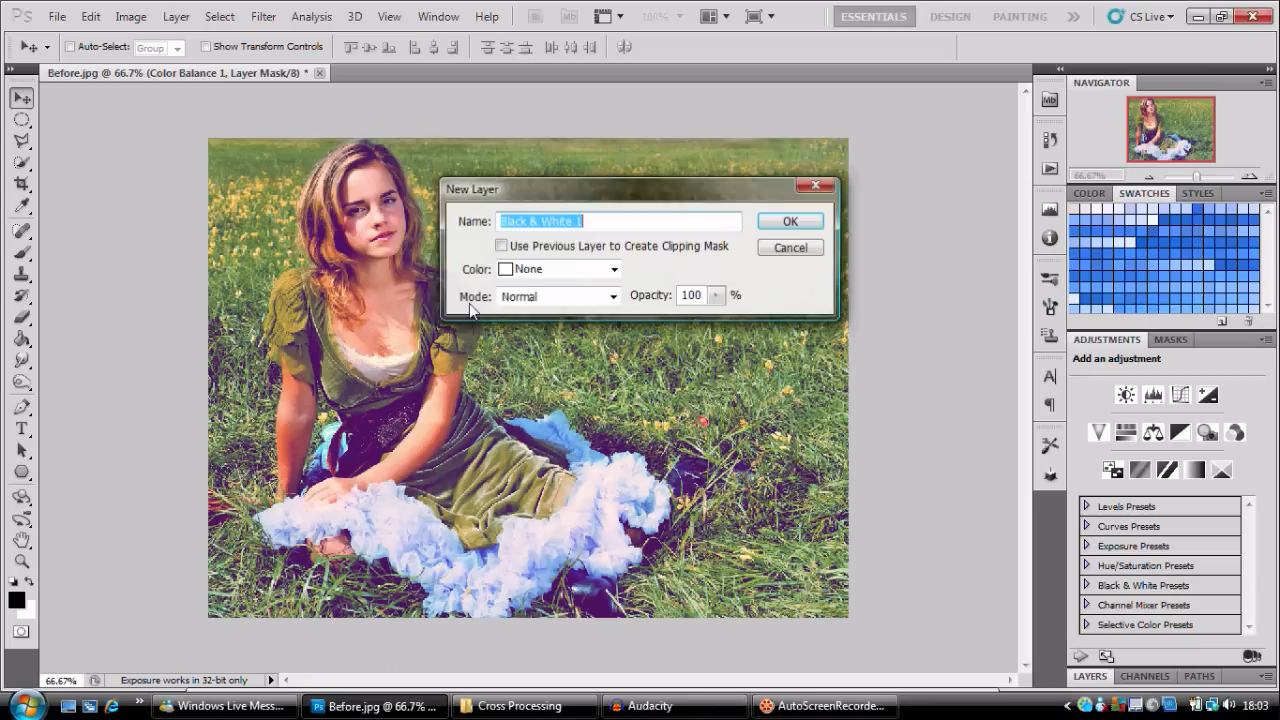 Ps File Edit Image Layer Select Filter Analysis 3D View Window Help Mb 100% ESSENTIALS DESIGN PAINTING CS Live
Auto-Select: Group Show Transform Controls
Before.jpg @ 66.7% (Color Balance 1, Layer Mask/8) *
NAVIGATOR
Mb
66.67%
COLOR SWATCHES STYLES
New Layer
Name: Black & White 1 OK
Use Previous Layer to Create Clipping Mask Cancel
Color: None
Mode: Normal Opacity: 100 %
ADJUSTMENTS MASKS
Add an adjustment
A
T
Levels Presets
Curves Presets
Exposure Presets
Hue/Saturation Presets
Black & White Presets
Channel Mixer Presets
Selective Color Presets
66.67% Exposure works in 32-bit only
LAYERS CHANNELS PATHS
Windows Live Mess... Before.jpg @ 66.7% ... Cross Processing Audacity AutoScreenRecorde... 18:03